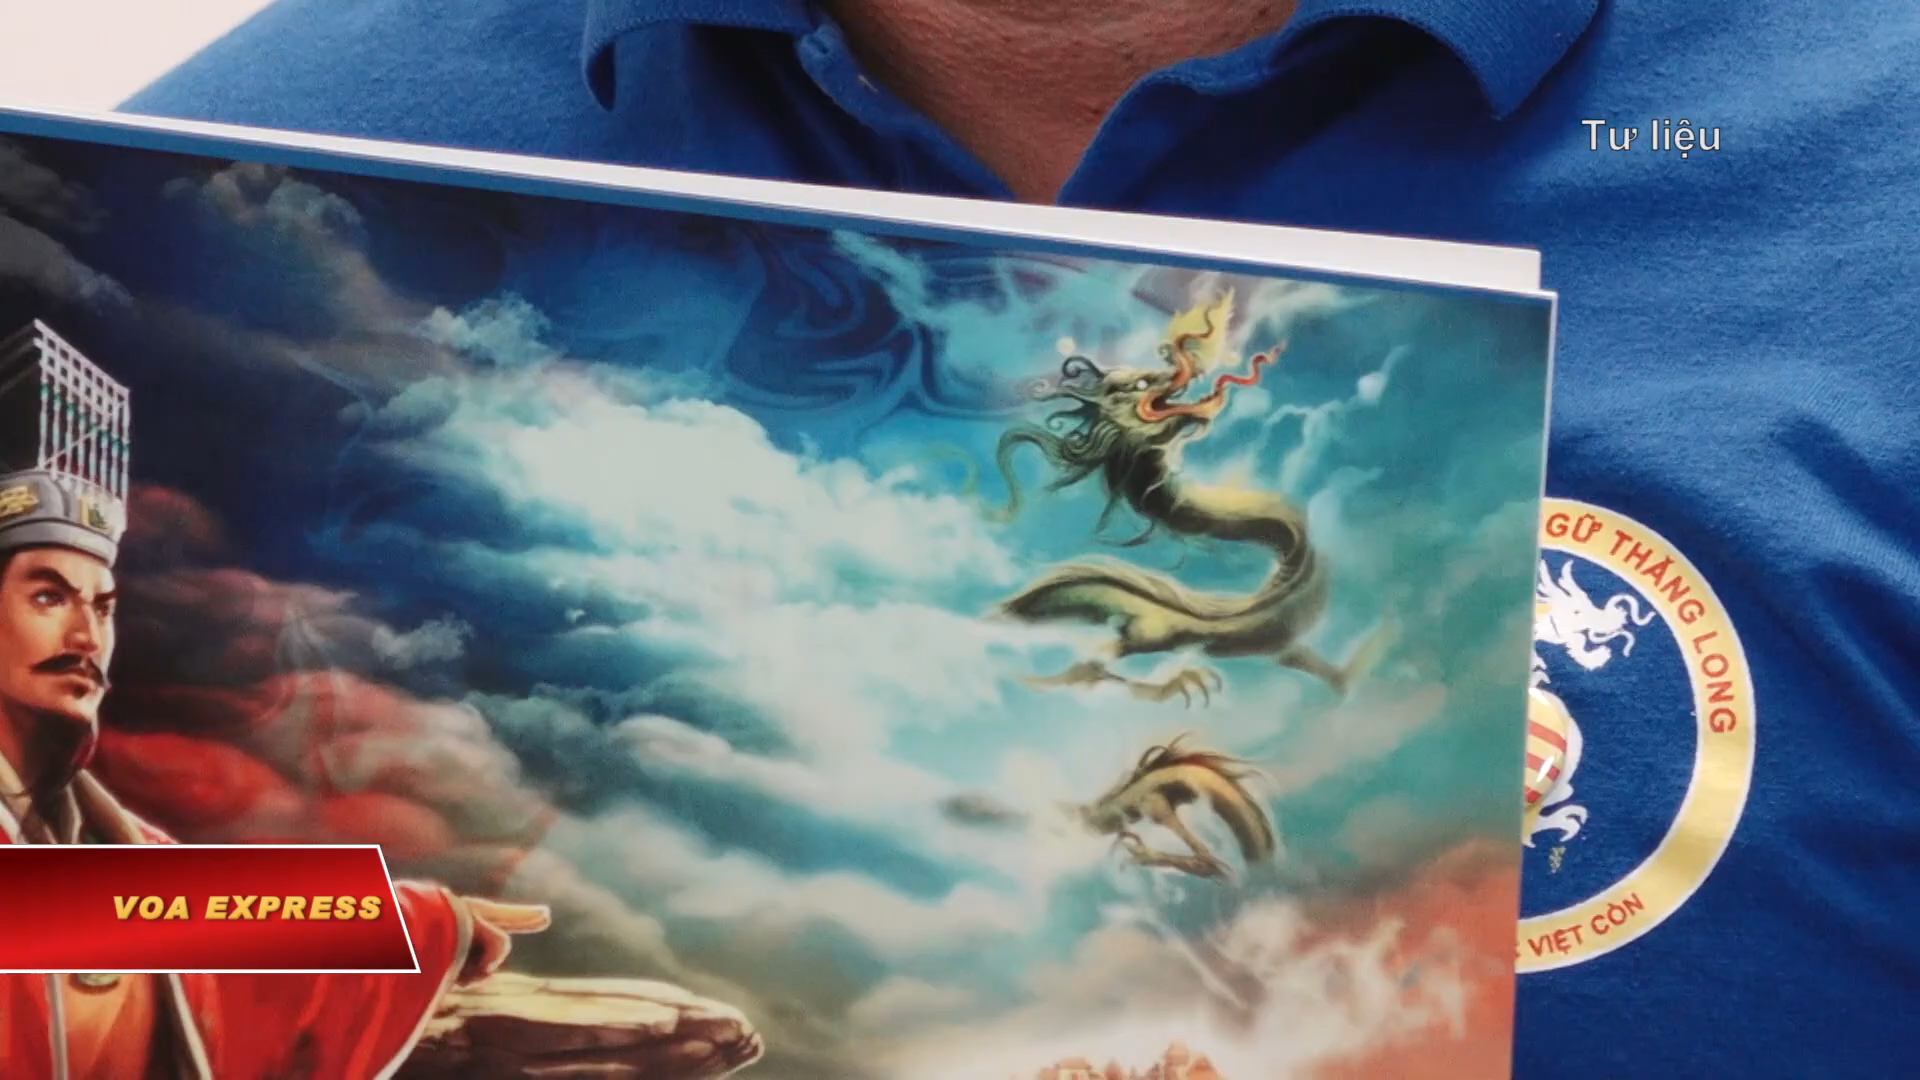 Tư liệu
GỮ THĂNG LONG
VIỆT CÒN
VOA EXPRESS